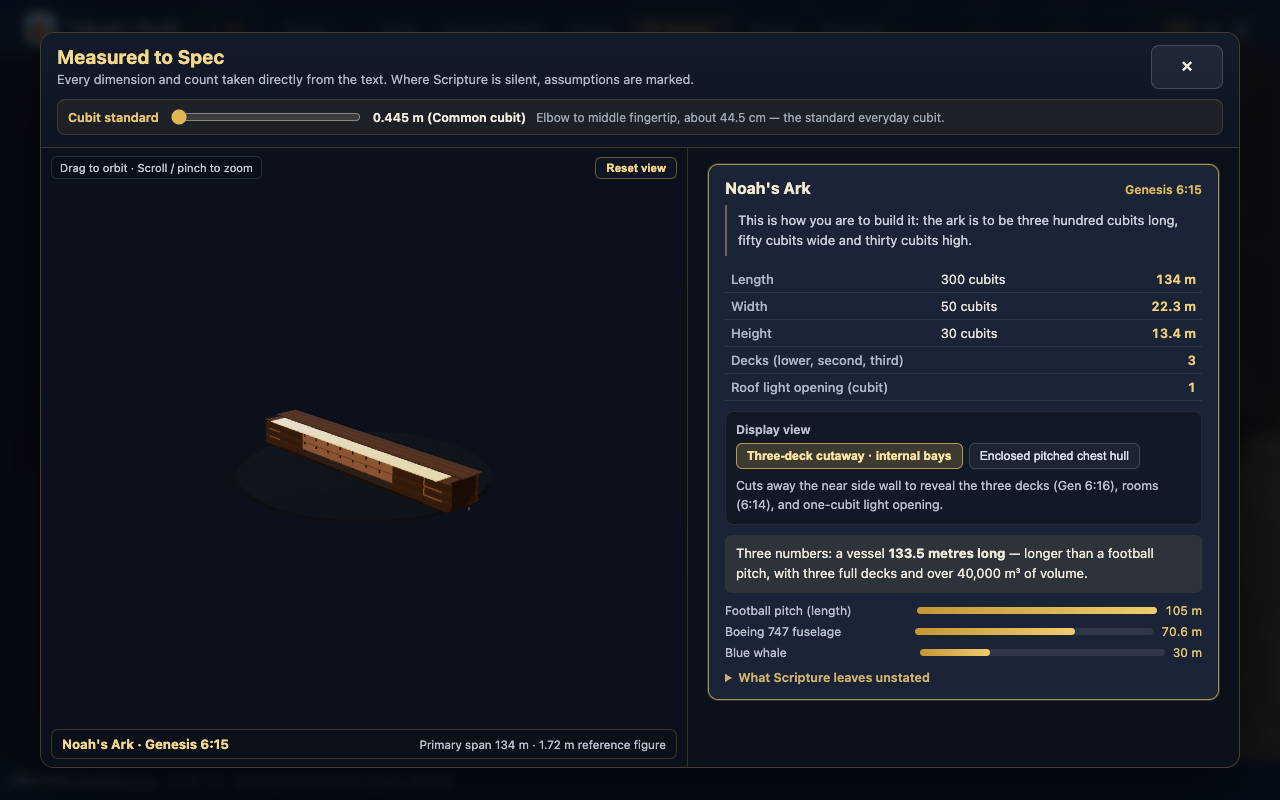 Measured to Spec
Every dimension and count taken directly from the text. Where Scripture is silent, assumptions are marked.
×
Cubit standard 0.445 m (Common cubit) Elbow to middle fingertip, about 44.5 cm — the standard everyday cubit.
Drag to orbit · Scroll / pinch to zoom
Reset view
Noah's Ark · Genesis 6:15
Primary span 134 m · 1.72 m reference figure
Noah's Ark
Genesis 6:15
This is how you are to build it: the ark is to be three hundred cubits long,
fifty cubits wide and thirty cubits high.
Length 300 cubits 134 m
Width 50 cubits 22.3 m
Height 30 cubits 13.4 m
Decks (lower, second, third) 3
Roof light opening (cubit) 1
Display view
Three-deck cutaway · internal bays
Enclosed pitched chest hull
Cuts away the near side wall to reveal the three decks (Gen 6:16), rooms
(6:14), and one-cubit light opening.
Three numbers: a vessel 133.5 metres long — longer than a football
pitch, with three full decks and over 40,000 m³ of volume.
Football pitch (length) 105 m
Boeing 747 fuselage 70.6 m
Blue whale 30 m
▶ What Scripture leaves unstated